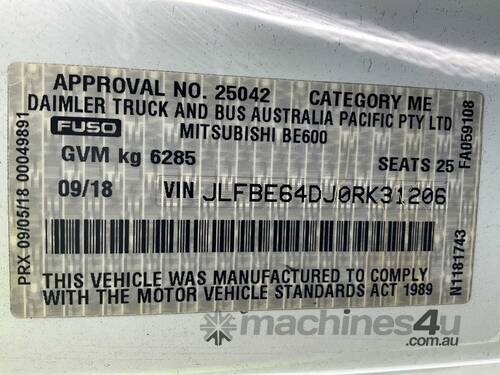 APPROVAL NO. 25042 CATEGORY ME
DAIMLER TRUCK AND BUS AUSTRALIA PACIFIC PTY LTD
FUSO MITSUBISHI BE600
GVM kg 6285 SEATS 25
09/18 VIN JLFBE64DJ0RK31206
THIS VEHICLE WAS MANUFACTURED TO COMPLY
WITH THE MOTOR VEHICLE STANDARDS ACT 1989
PRX 09/05/18 00049891
FA059108
N1181743
machines4u
.com.au